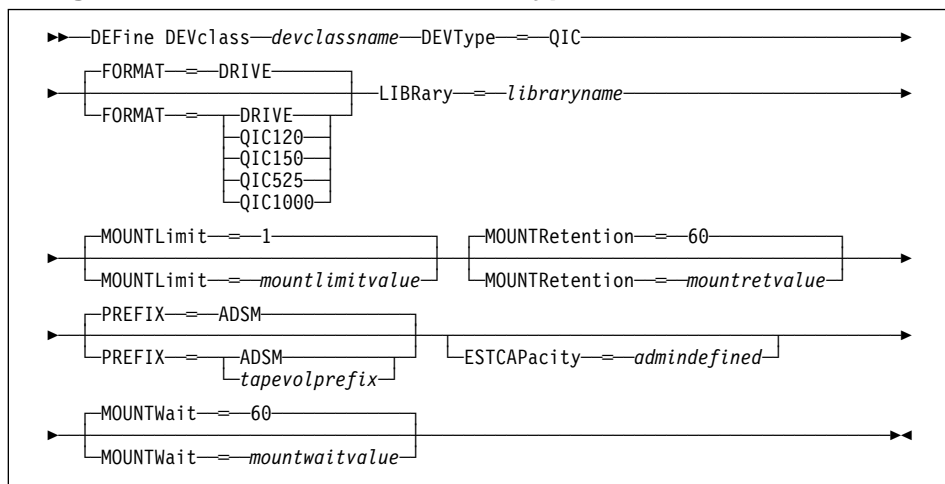 DEFine DEVclass devclassname DEVType = QIC
FORMAT = DRIVE
LIBRary = libraryname
FORMAT = DRIVE
QIC120
QIC150
QIC525
QIC1000
MOUNTLimit = 1 MOUNTRetention = 60
MOUNTLimit = mountlimitvalue MOUNTRetention = mountretvalue
PREFIX = ADSM
PREFIX = ADSM ESTCAPacity = admindefined
tapevolprefix
MOUNTWait = 60
MOUNTWait = mountwaitvalue